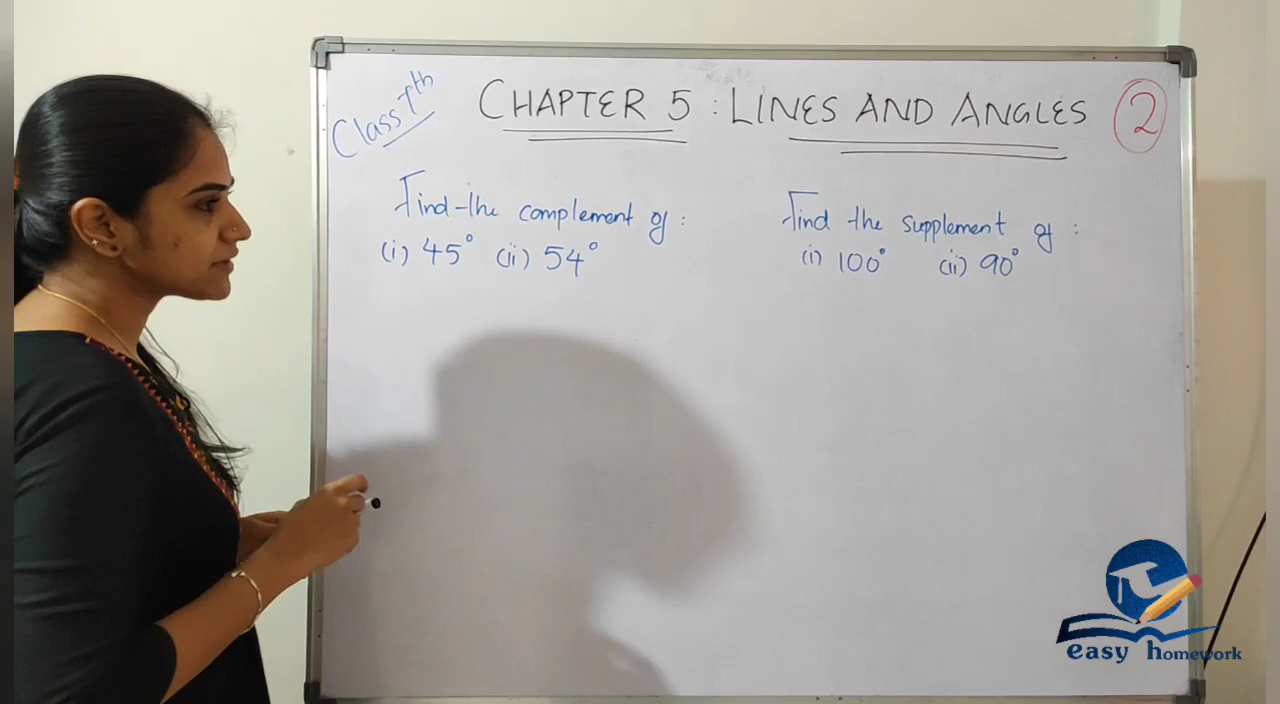 Class 7th
CHAPTER 5 : LINES AND ANGLES
2
Find the complement of :
(i) 45° (ii) 54°
Find the supplement of :
(i) 100° (ii) 90°
easy homework